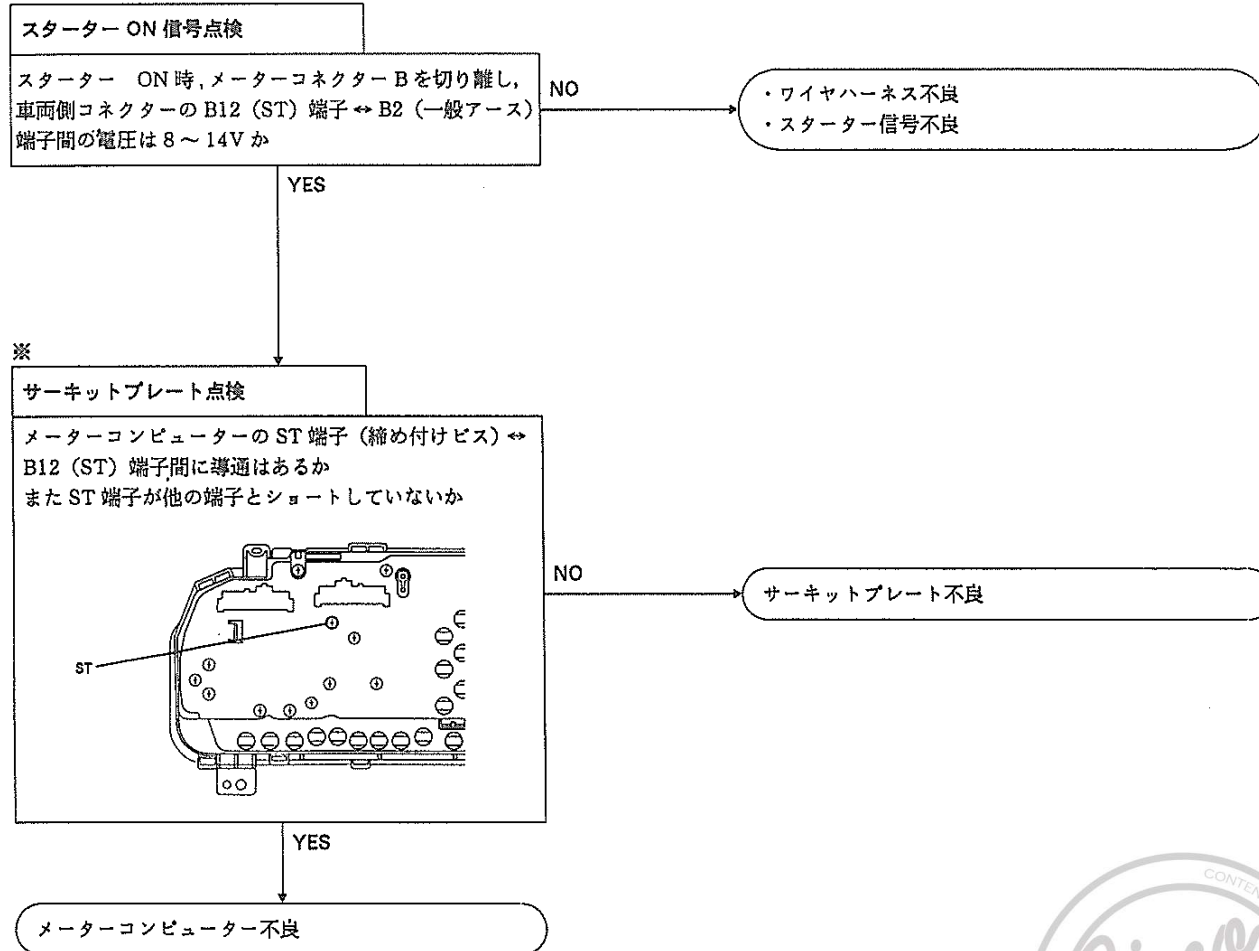 スターター ON 信号点検
スターター　ON 時, メーターコネクター B を切り離し,
車両側コネクターの B12（ST）端子 ↔ B2（一般アース）
端子間の電圧は 8 ～ 14V か
NO
・ワイヤハーネス不良
・スターター信号不良
YES
※
サーキットプレート点検
メーターコンピューターの ST 端子（締め付けビス）↔
B12（ST）端子間に導通はあるか
また ST 端子が他の端子とショートしていないか
ST
NO
サーキットプレート不良
YES
メーターコンピューター不良